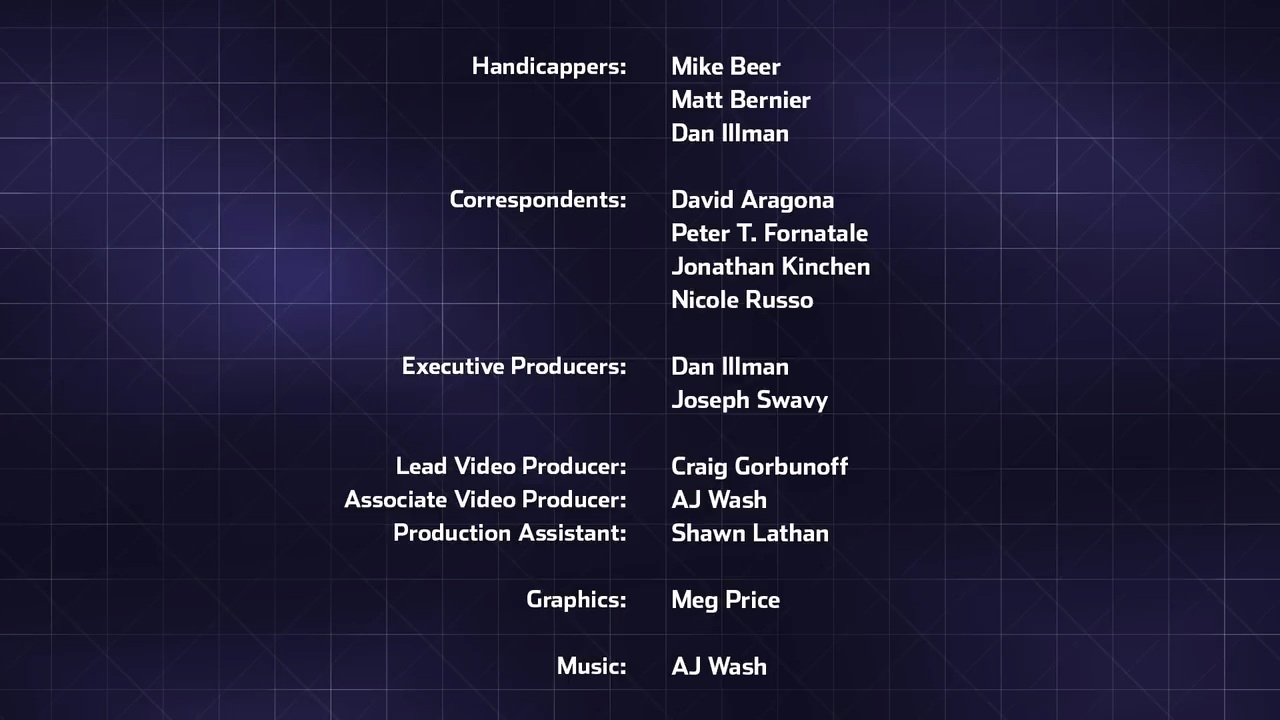 Handicappers: Mike Beer
Matt Bernier
Dan Illman
Correspondents: David Aragona
Peter T. Fornatale
Jonathan Kinchen
Nicole Russo
Executive Producers: Dan Illman
Joseph Swavy
Lead Video Producer: Craig Gorbunoff
Associate Video Producer: AJ Wash
Production Assistant: Shawn Lathan
Graphics: Meg Price
Music: AJ Wash